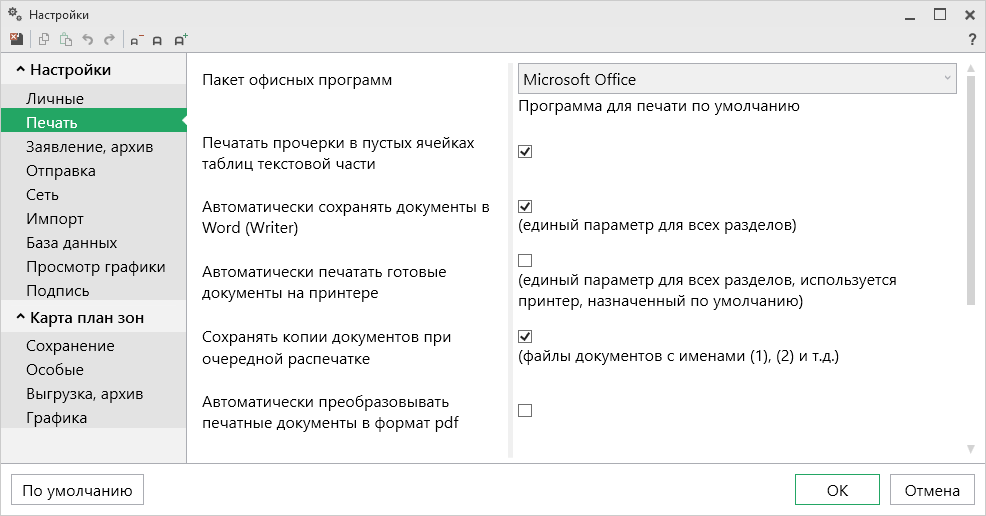 Настройки
?
Настройки
Личные
Печать
Заявление, архив
Отправка
Сеть
Импорт
База данных
Просмотр графики
Подпись
Карта план зон
Сохранение
Особые
Выгрузка, архив
Графика
Пакет офисных программ
Microsoft Office
Программа для печати по умолчанию
Печатать прочерки в пустых ячейках
таблиц текстовой части
Автоматически сохранять документы в
Word (Writer)
(единый параметр для всех разделов)
Автоматически печатать готовые
документы на принтере
(единый параметр для всех разделов, используется
принтер, назначенный по умолчанию)
Сохранять копии документов при
очередной распечатке
(файлы документов с именами (1), (2) и т.д.)
Автоматически преобразовывать
печатные документы в формат pdf
По умолчанию
OK
Отмена